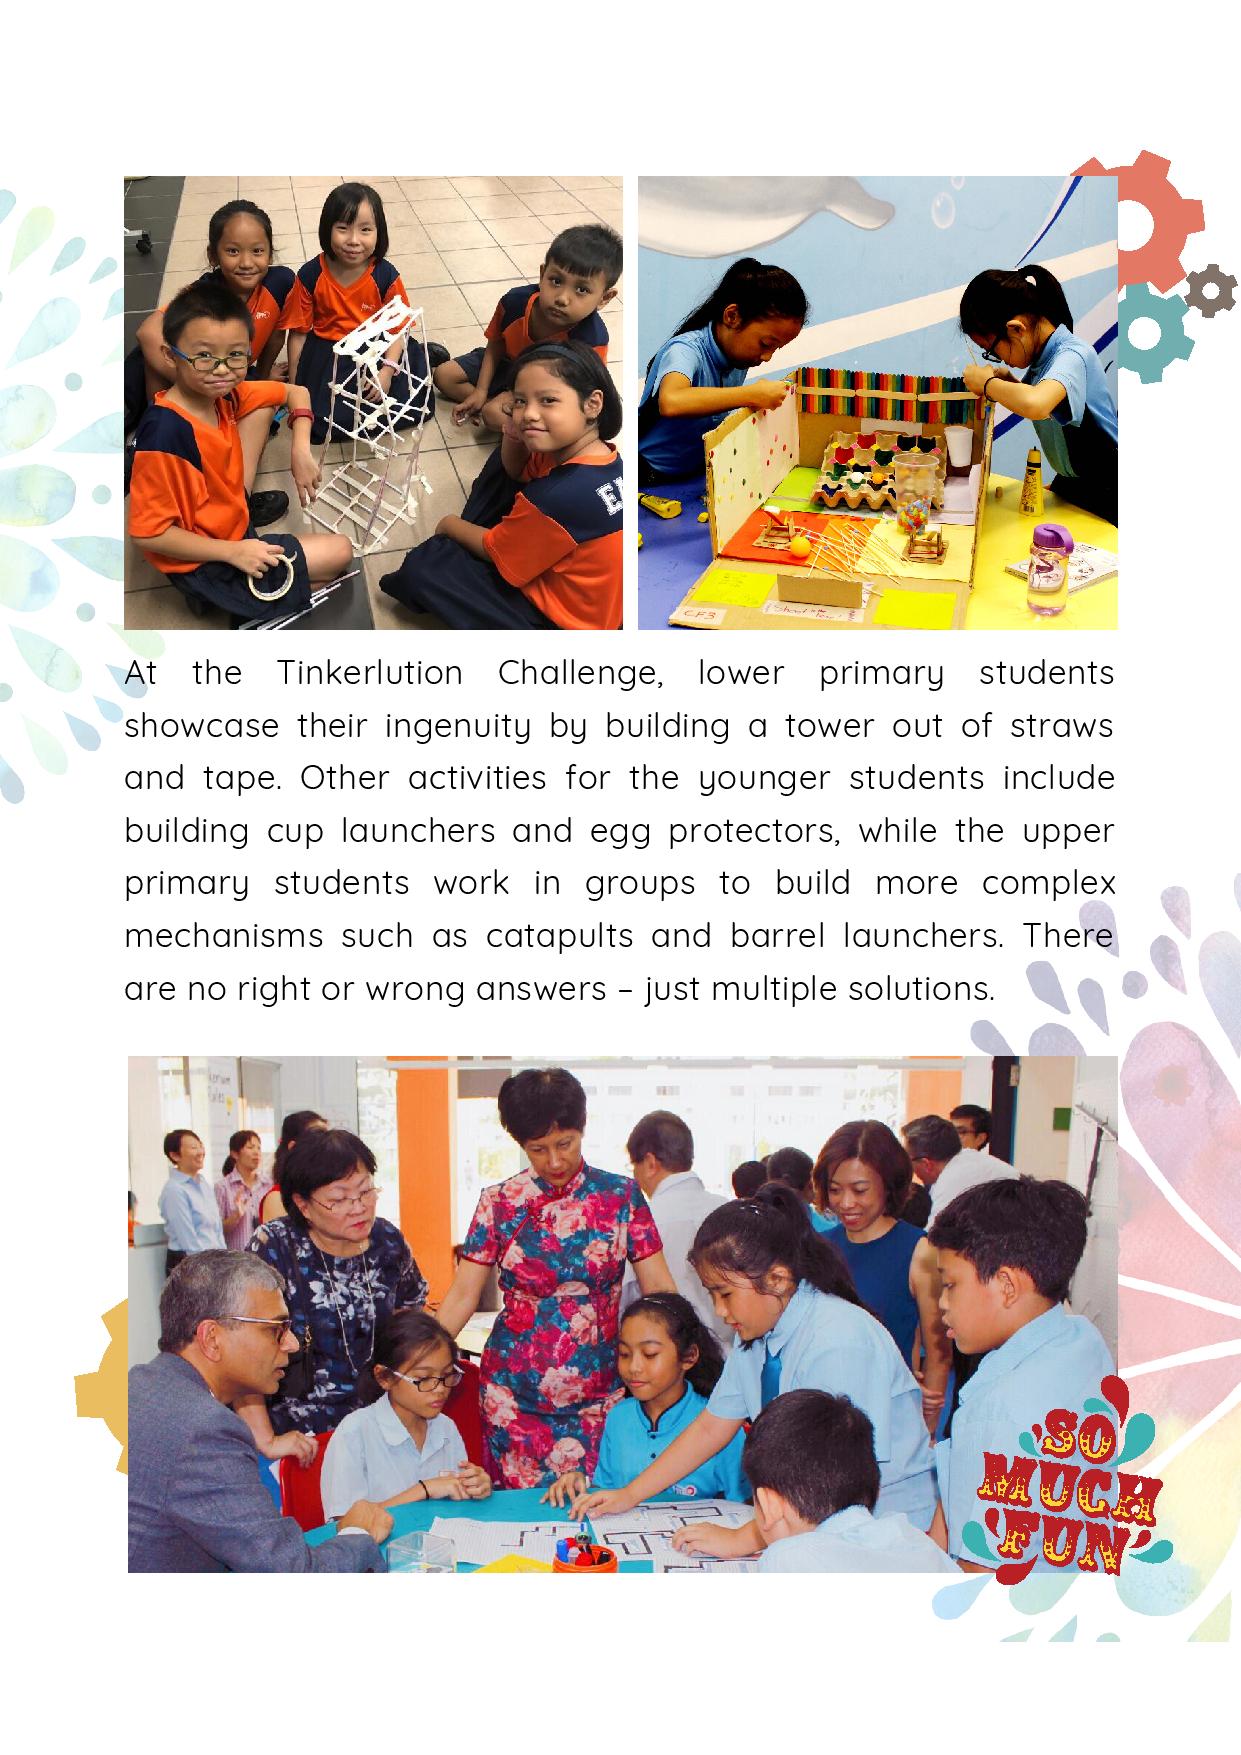 CF3
At the Tinkerlution Challenge, lower primary students
showcase their ingenuity by building a tower out of straws
and tape. Other activities for the younger students include
building cup launchers and egg protectors, while the upper
primary students work in groups to build more complex
mechanisms such as catapults and barrel launchers. There
are no right or wrong answers – just multiple solutions.
SO
MUCH
FUN